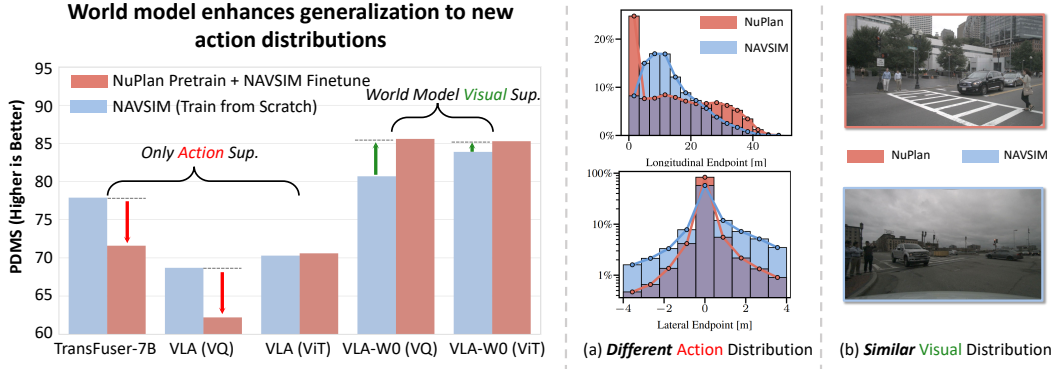 World model enhances generalization to new
action distributions
PDMS (Higher is Better)
95
90
85
80
75
70
65
60
NuPlan Pretrain + NAVSIM Finetune
NAVSIM (Train from Scratch)
World Model Visual Sup.
Only Action Sup.
TransFuser-7B
VLA (VQ)
VLA (ViT)
VLA-W0 (VQ)
VLA-W0 (ViT)
NuPlan
NAVSIM
20%
10%
0%
0
20
40
Longitudinal Endpoint [m]
100%
10%
1%
−4
−2
0
2
4
Lateral Endpoint [m]
(a) Different Action Distribution
NuPlan
NAVSIM
(b) Similar Visual Distribution